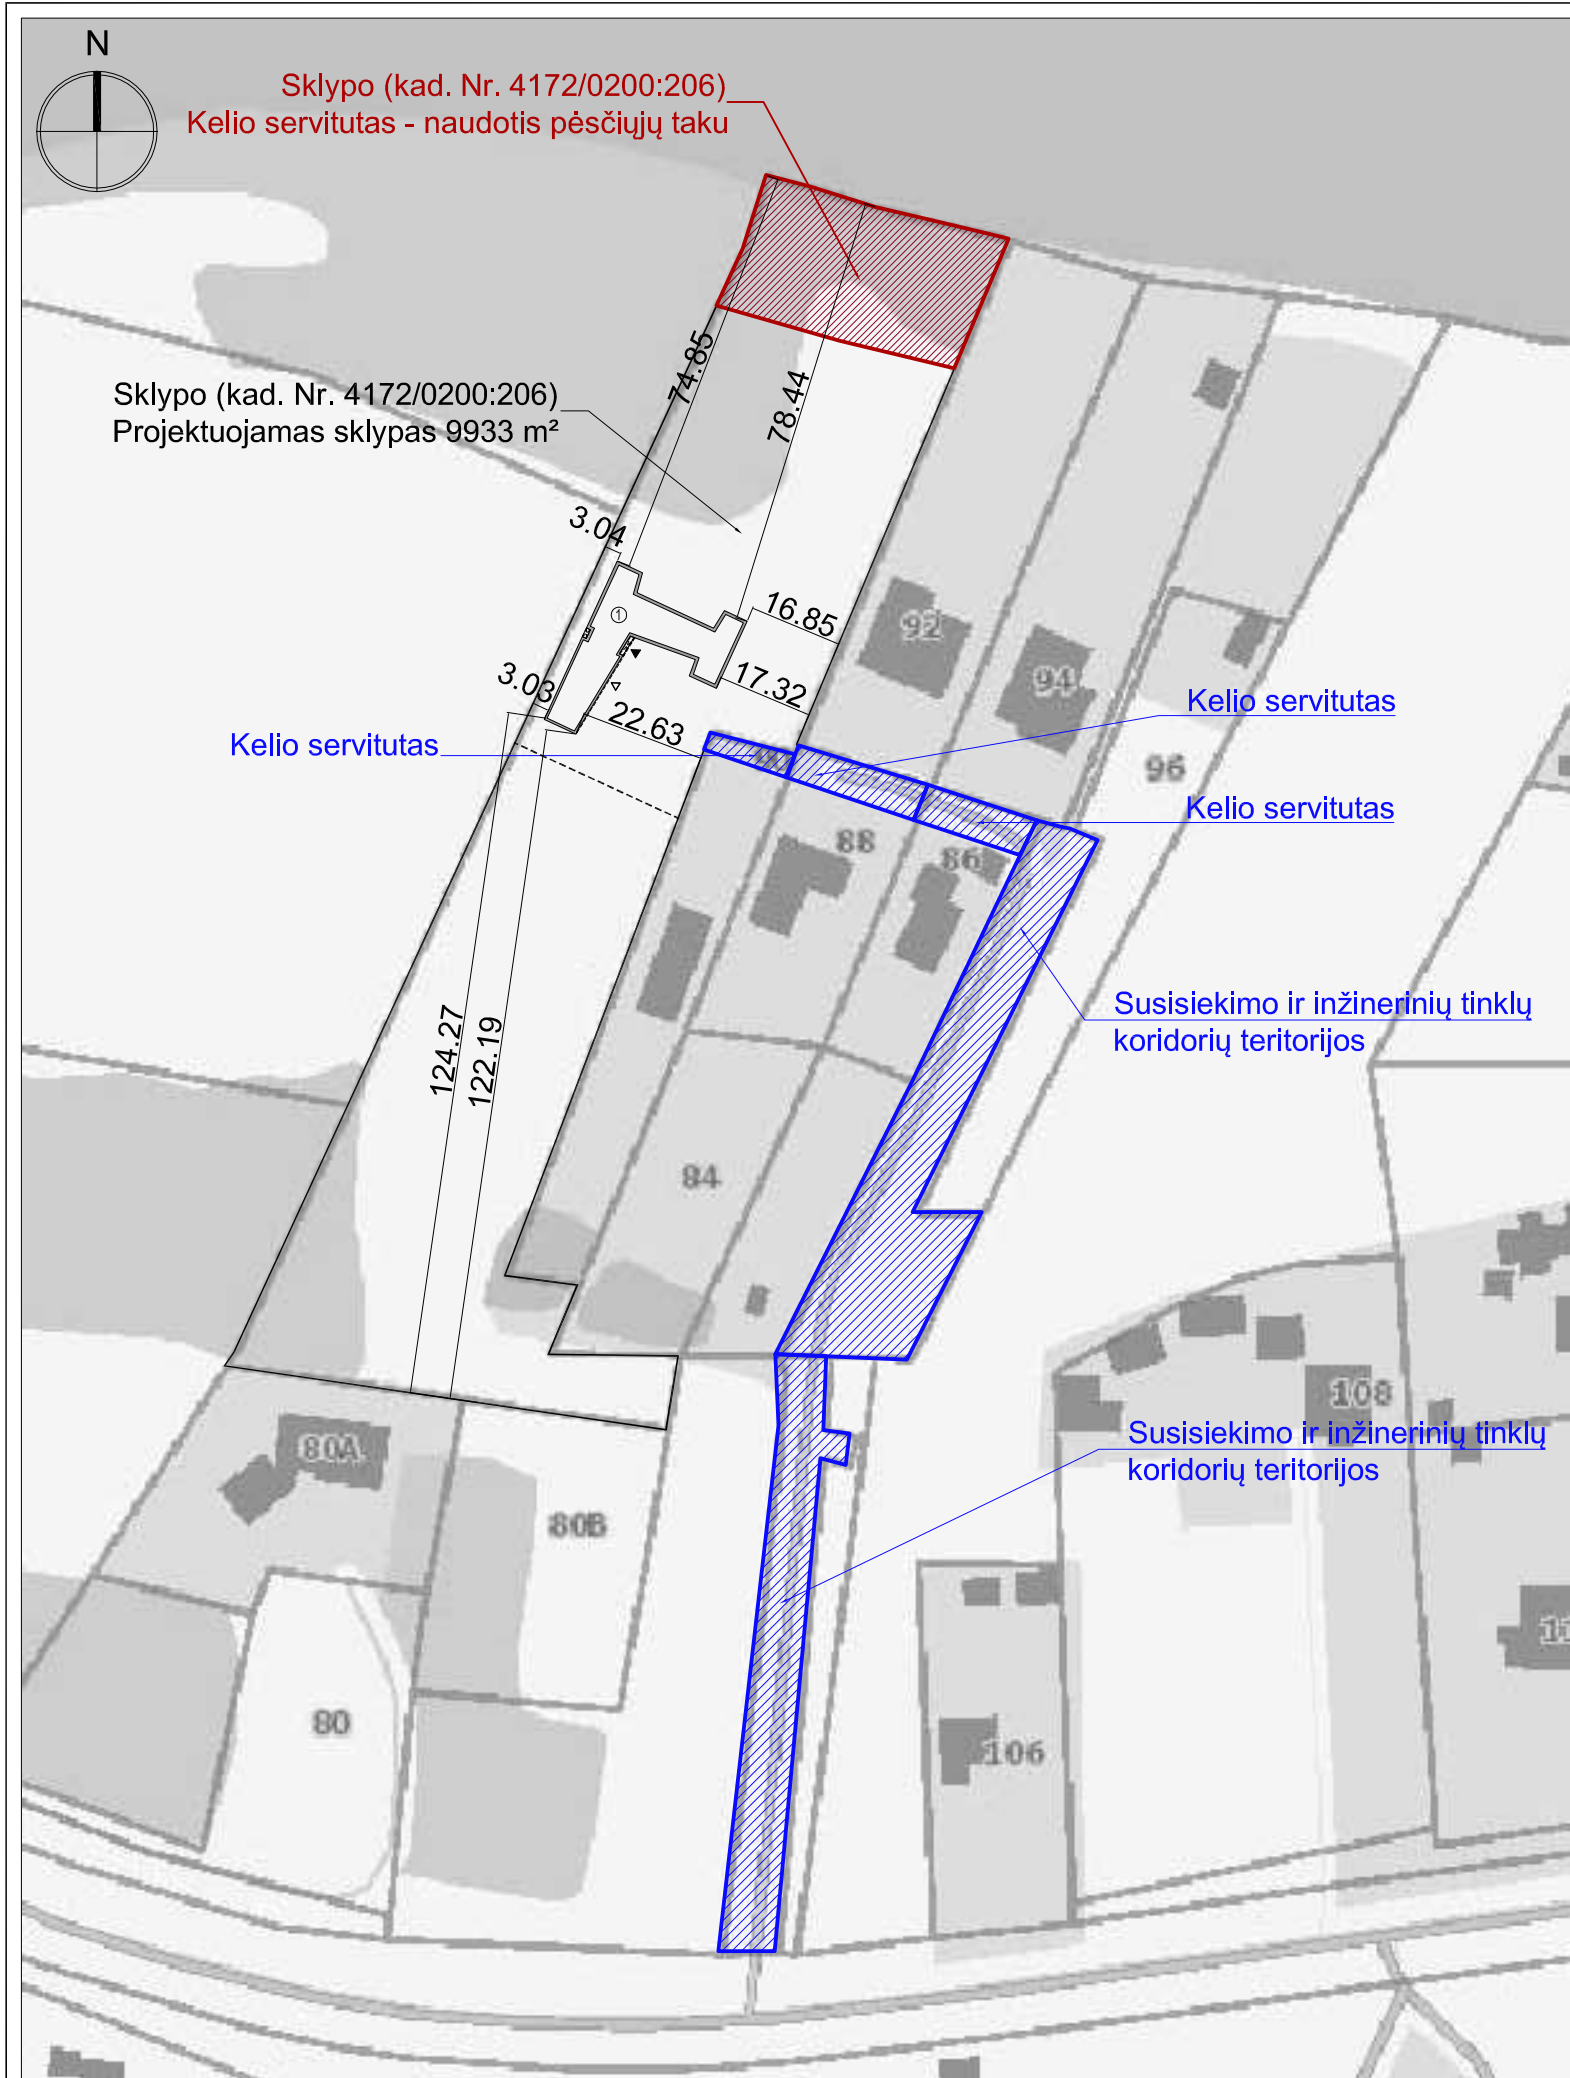 N
Sklypo (kad. Nr. 4172/0200:206)
Kelio servitutas - naudotis pėsčiųjų taku
74.85
78.44
Sklypo (kad. Nr. 4172/0200:206)
Projektuojamas sklypas 9933 m²
3.04
1
16.85
92
94
3.03
17.32
22.63
Kelio servitutas
Kelio servitutas
96
Kelio servitutas
88
86
Susisiekimo ir inžinerinių tinklų
koridorių teritorijos
124.27
122.19
84
108
80A
Susisiekimo ir inžinerinių tinklų
koridorių teritorijos
80B
80
106